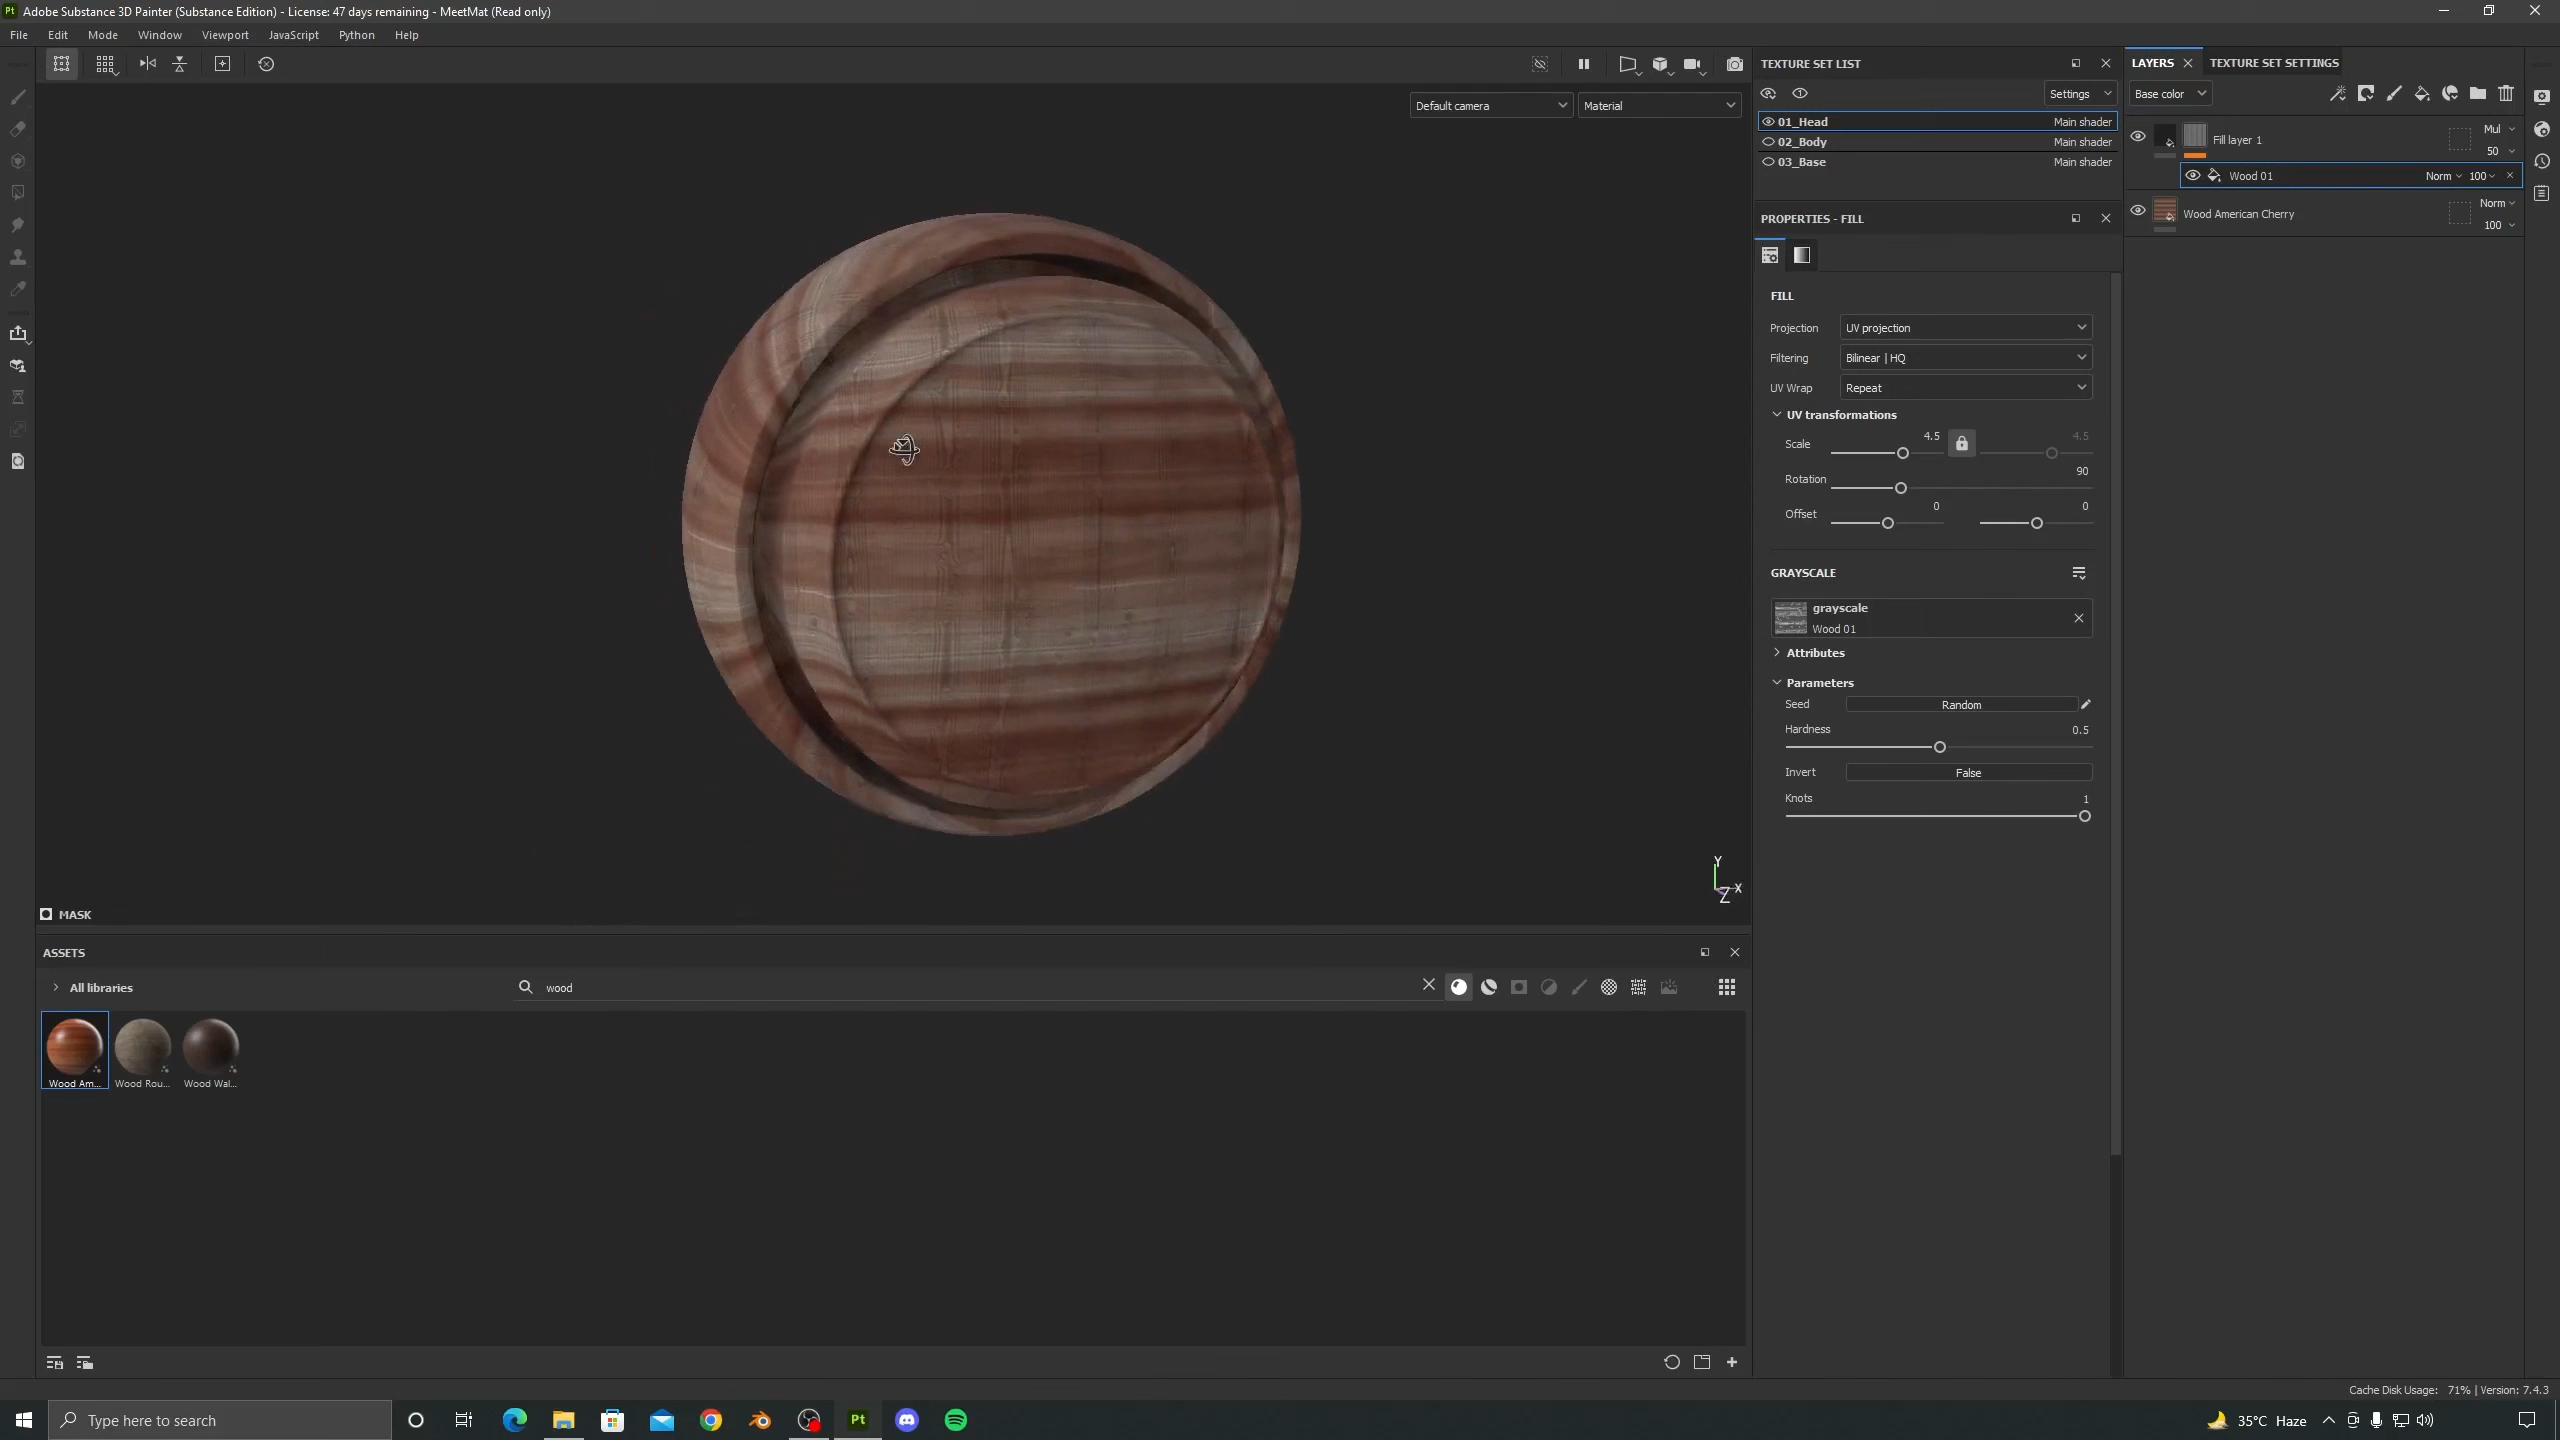 Pt Adobe Substance 3D Painter (Substance Edition) - License: 47 days remaining - MeetMat (Read only)
File Edit Mode Window Viewport JavaScript Python Help
Default camera Material
Y
X
Z
MASK
TEXTURE SET LIST
Settings
01_Head Main shader
02_Body Main shader
03_Base Main shader
PROPERTIES - FILL
FILL
Projection UV projection
Filtering Bilinear | HQ
UV Wrap Repeat
UV transformations
Scale 4.5 4.5
Rotation 90
Offset 0 0
GRAYSCALE
grayscale
Wood 01
Attributes
Parameters
Seed Random
Hardness 0.5
Invert False
Knots 1
LAYERS TEXTURE SET SETTINGS
Base color
Fill layer 1 Mul
50
Wood 01 Norm 100
Wood American Cherry Norm
100
ASSETS
All libraries wood
Wood Am... Wood Rou... Wood Wal...
Cache Disk Usage: 71% | Version: 7.4.3
Type here to search Pt 35°C Haze